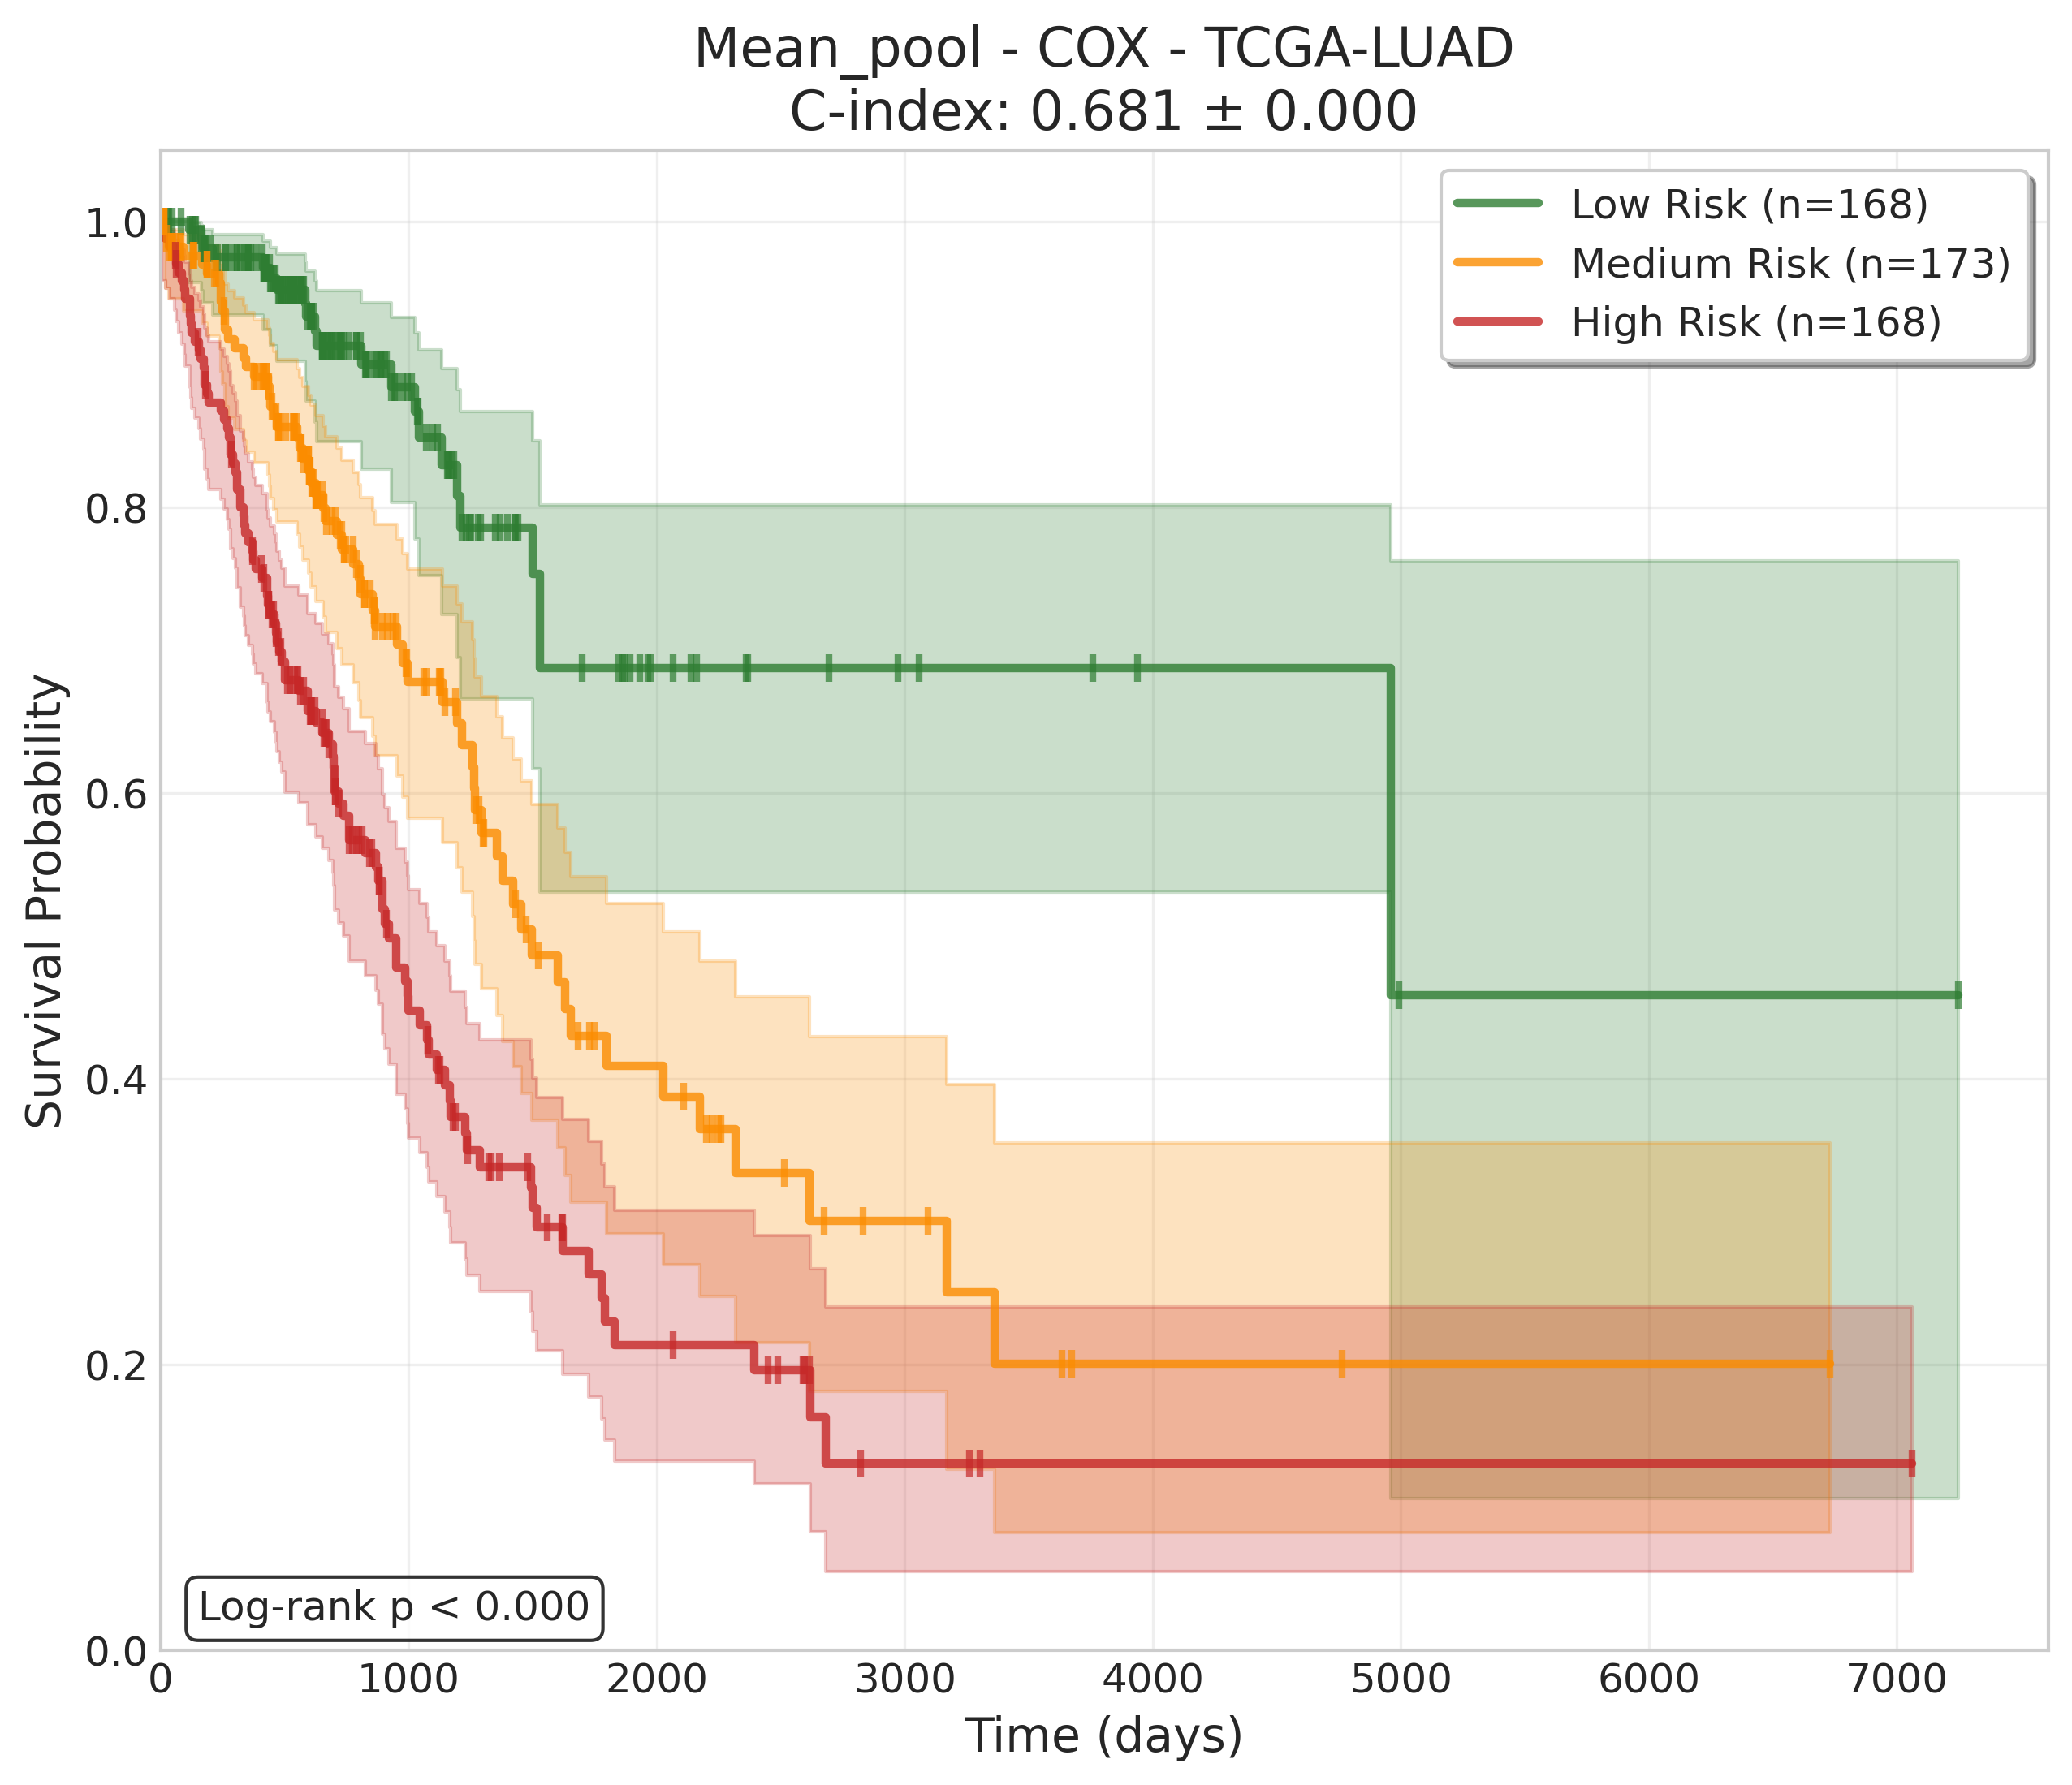 Mean_pool - COX - TCGA-LUAD
C-index: 0.681 ± 0.000
Low Risk (n=168)
Medium Risk (n=173)
High Risk (n=168)
Survival Probability
1.0
0.8
0.6
0.4
0.2
0.0
Log-rank p < 0.000
0 1000 2000 3000 4000 5000 6000 7000
Time (days)